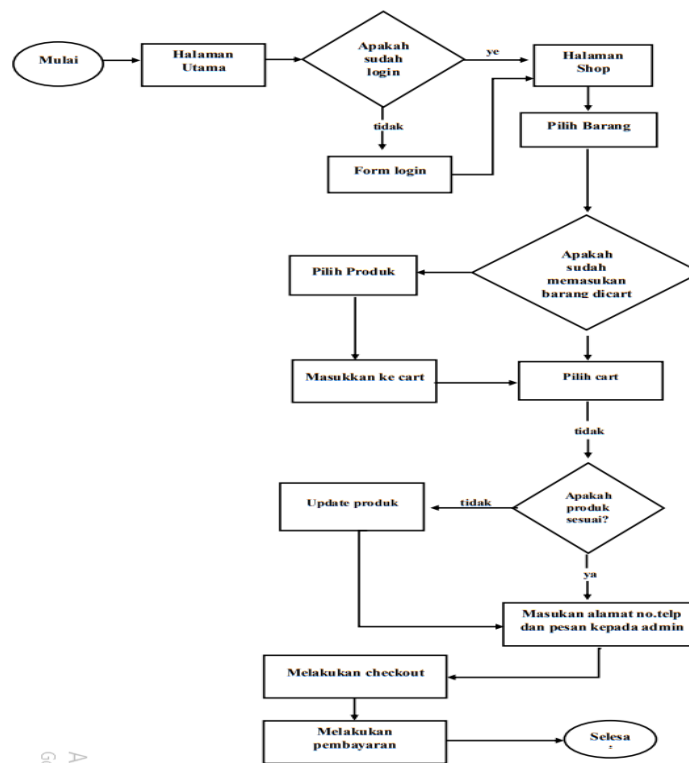 Mulai
Halaman
Utama
Apakah
sudah
login
ye
Halaman
Shop
tidak
Form login
Pilih Barang
Apakah
sudah
memasukan
barang dicart
Pilih Produk
Masukkan ke cart
Pilih cart
tidak
Apakah
produk
sesuai?
tidak
Update produk
ya
Masukan alamat no.telp
dan pesan kepada admin
Melakukan checkout
Melakukan
pembayaran
Selesa